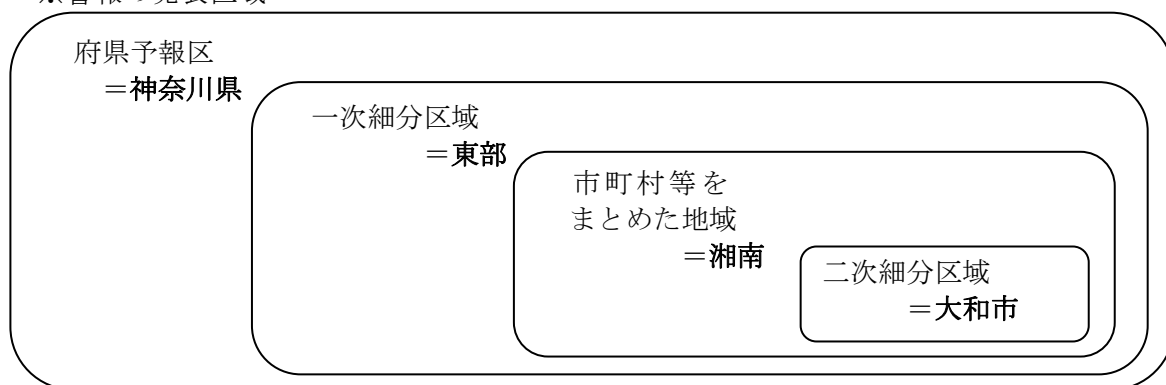 府県予報区
＝神奈川県
一次細分区域
＝東部
市町村等を
まとめた地域
＝湘南
二次細分区域
＝大和市